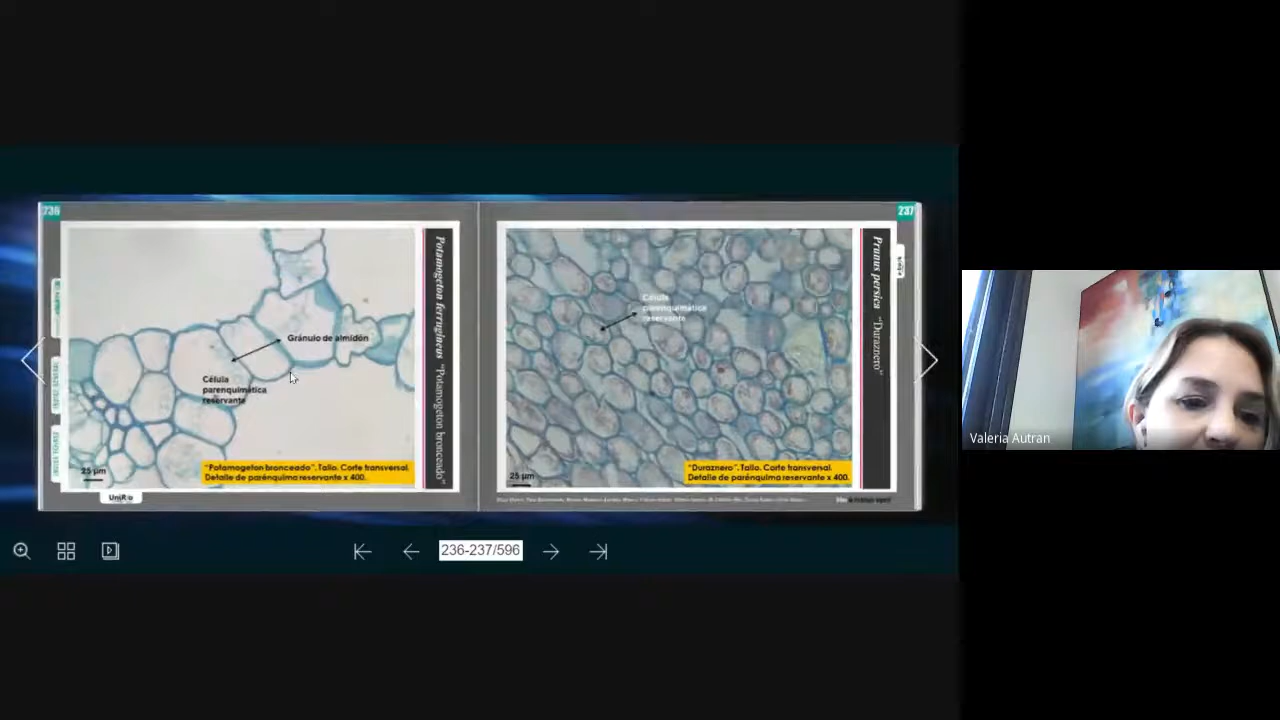 236
Potamogeton ferrugineus "Potamogeton bronceado"
Gránulo de almidón
Célula
parenquimática
reservante
25 µm
"Potamogeton bronceado". Tallo. Corte transversal.
Detalle de parénquima reservante x 400.
UniRío
237
Prunus persica "Duraznero"
Célula
parenquimática
reservante
25 µm
"Duraznero". Tallo. Corte transversal.
Detalle de parénquima reservante x 400.
236-237/596
Valeria Autran